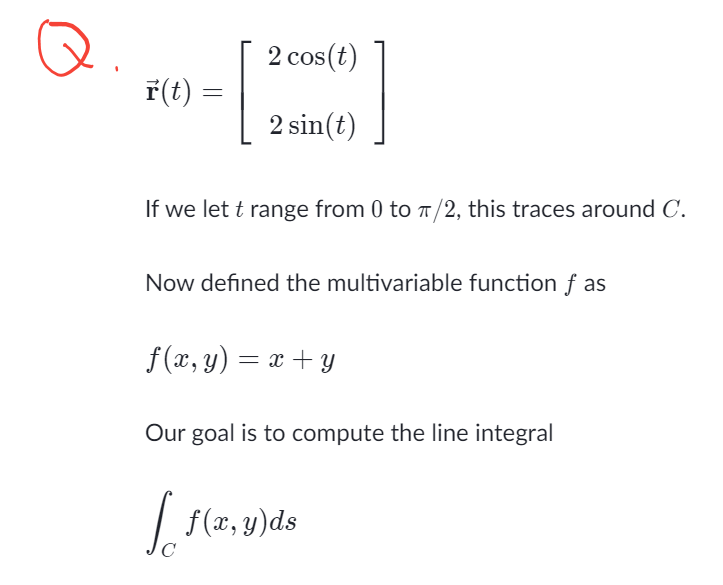 Q.
r⃗(t) = [ 2 cos(t)
2 sin(t) ]
If we let t range from 0 to π/2, this traces around C.
Now defined the multivariable function f as
f(x, y) = x + y
Our goal is to compute the line integral
∫_C f(x, y)ds